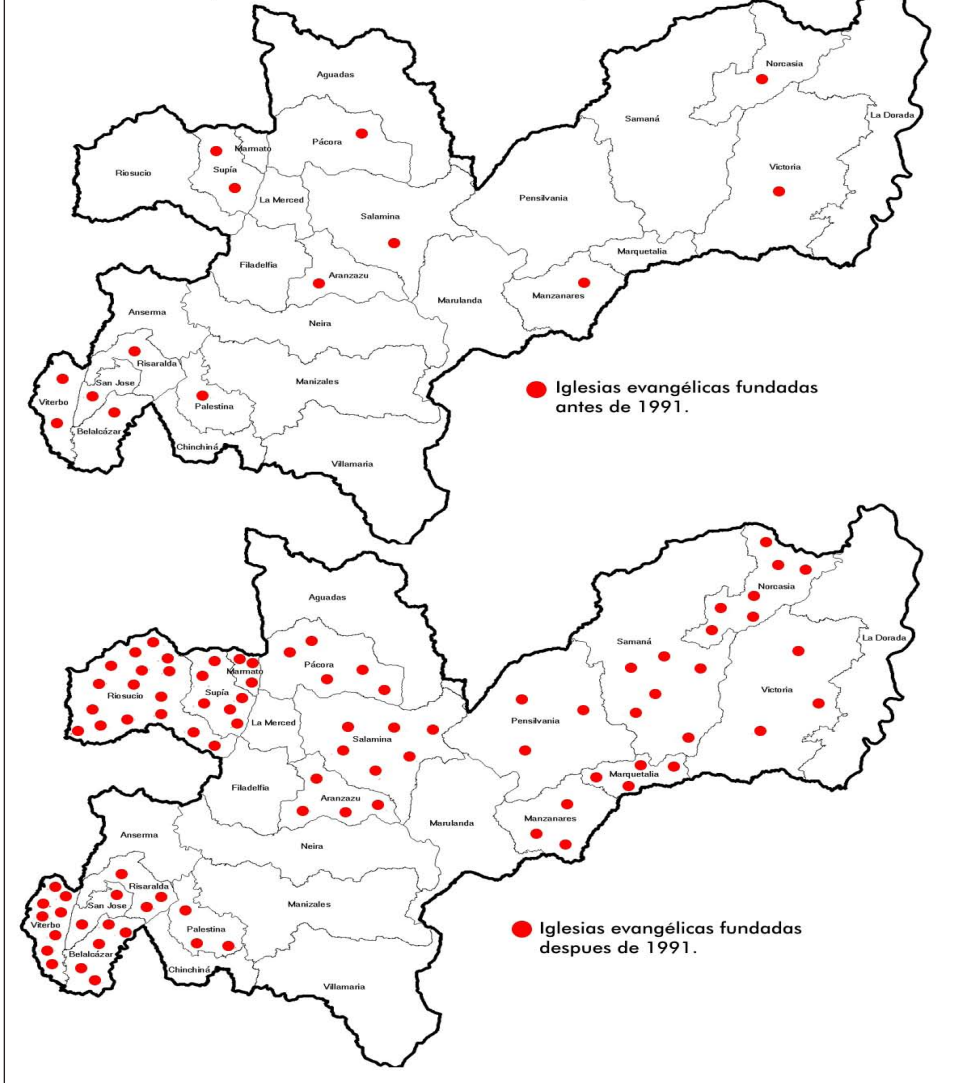 Norcasia
Aguadas
La Dorada
Samaná
Pácora
Marmato
Riosucio
Supía
Victoria
La Merced
Pensilvania
Salamina
Marquetalia
Filadelfia
Aranzazu
Manzanares
Marulanda
Anserma
Neira
Risaralda
San Jose
Manizales
Viterbo
Palestina
Belalcázar
Chinchiná
Villamaria
Iglesias evangélicas fundadas
antes de 1991.
Norcasia
Aguadas
La Dorada
Samaná
Pácora
Marmato
Riosucio
Supía
Victoria
La Merced
Pensilvania
Salamina
Marquetalia
Filadelfia
Aranzazu
Manzanares
Marulanda
Anserma
Neira
Risaralda
San Jose
Manizales
Viterbo
Palestina
Belalcázar
Chinchiná
Villamaria
Iglesias evangélicas fundadas
despues de 1991.